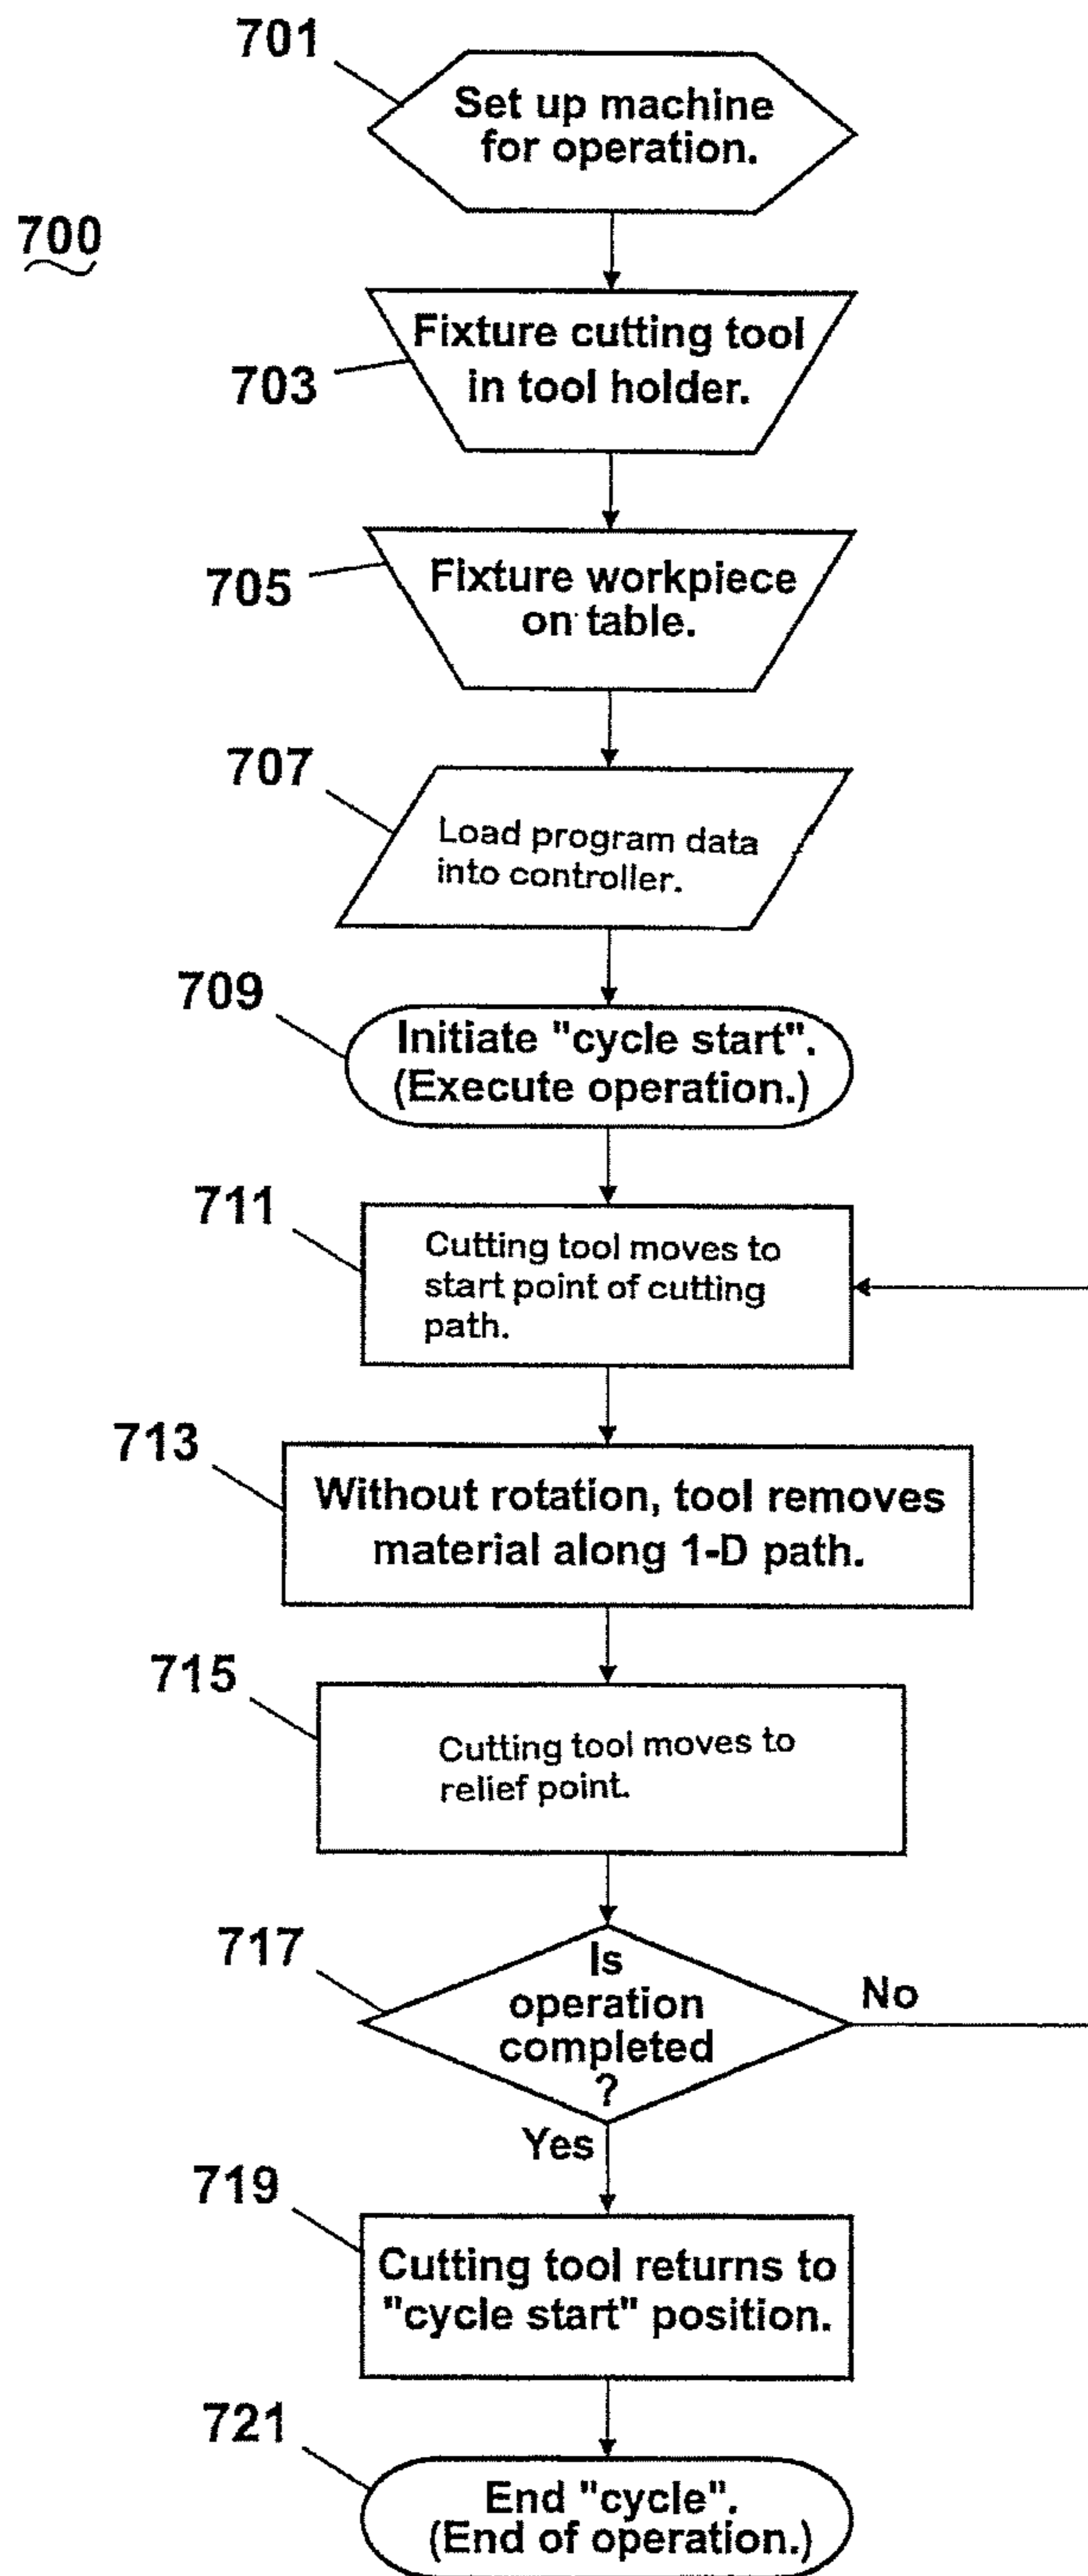 701
Set up machine
for operation.
700
Fixture cutting tool
in tool holder.
703
Fixture workpiece
on table.
705
707
Load program data
into controller.
709
Initiate "cycle start".
(Execute operation.)
711
Cutting tool moves to
start point of cutting
path.
713
Without rotation, tool removes
material along 1-D path.
715
Cutting tool moves to
relief point.
717
Is
operation
completed
?
No
Yes
719
Cutting tool returns to
"cycle start" position.
721
End "cycle".
(End of operation.)